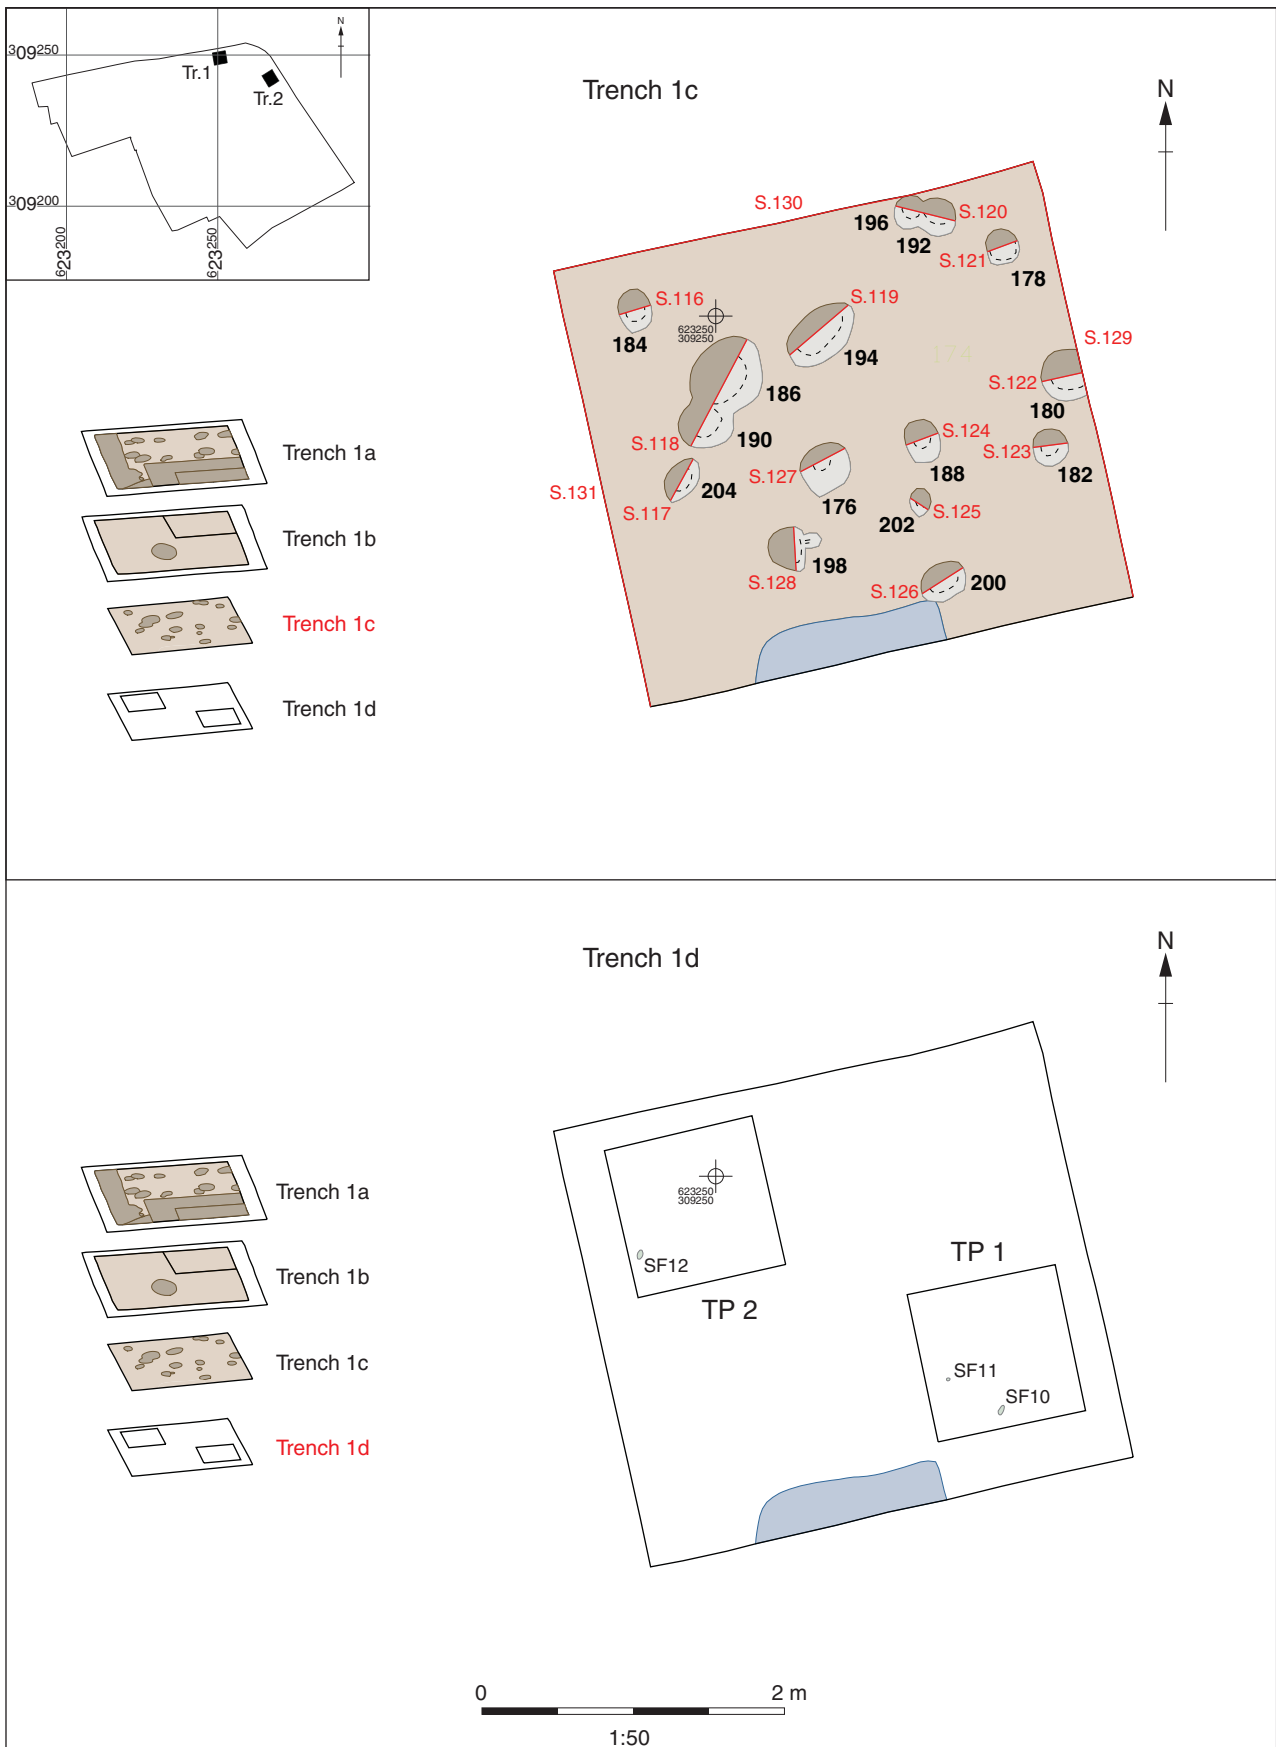 N
309250
Tr.1
Tr.2
309200
623200
623250
Trench 1c
N
S.130
196
S.120
192
S.121
178
S.116
184
623250
309250
S.119
194
174
S.129
S.122
180
186
S.118
190
S.124
188
S.123
182
S.127
176
S.131
204
S.117
202
S.125
198
S.128
S.126
200
Trench 1a
Trench 1b
Trench 1c
Trench 1d
Trench 1d
N
623250
309250
SF12
TP 2
TP 1
SF11
SF10
Trench 1a
Trench 1b
Trench 1c
Trench 1d
0
2 m
1:50